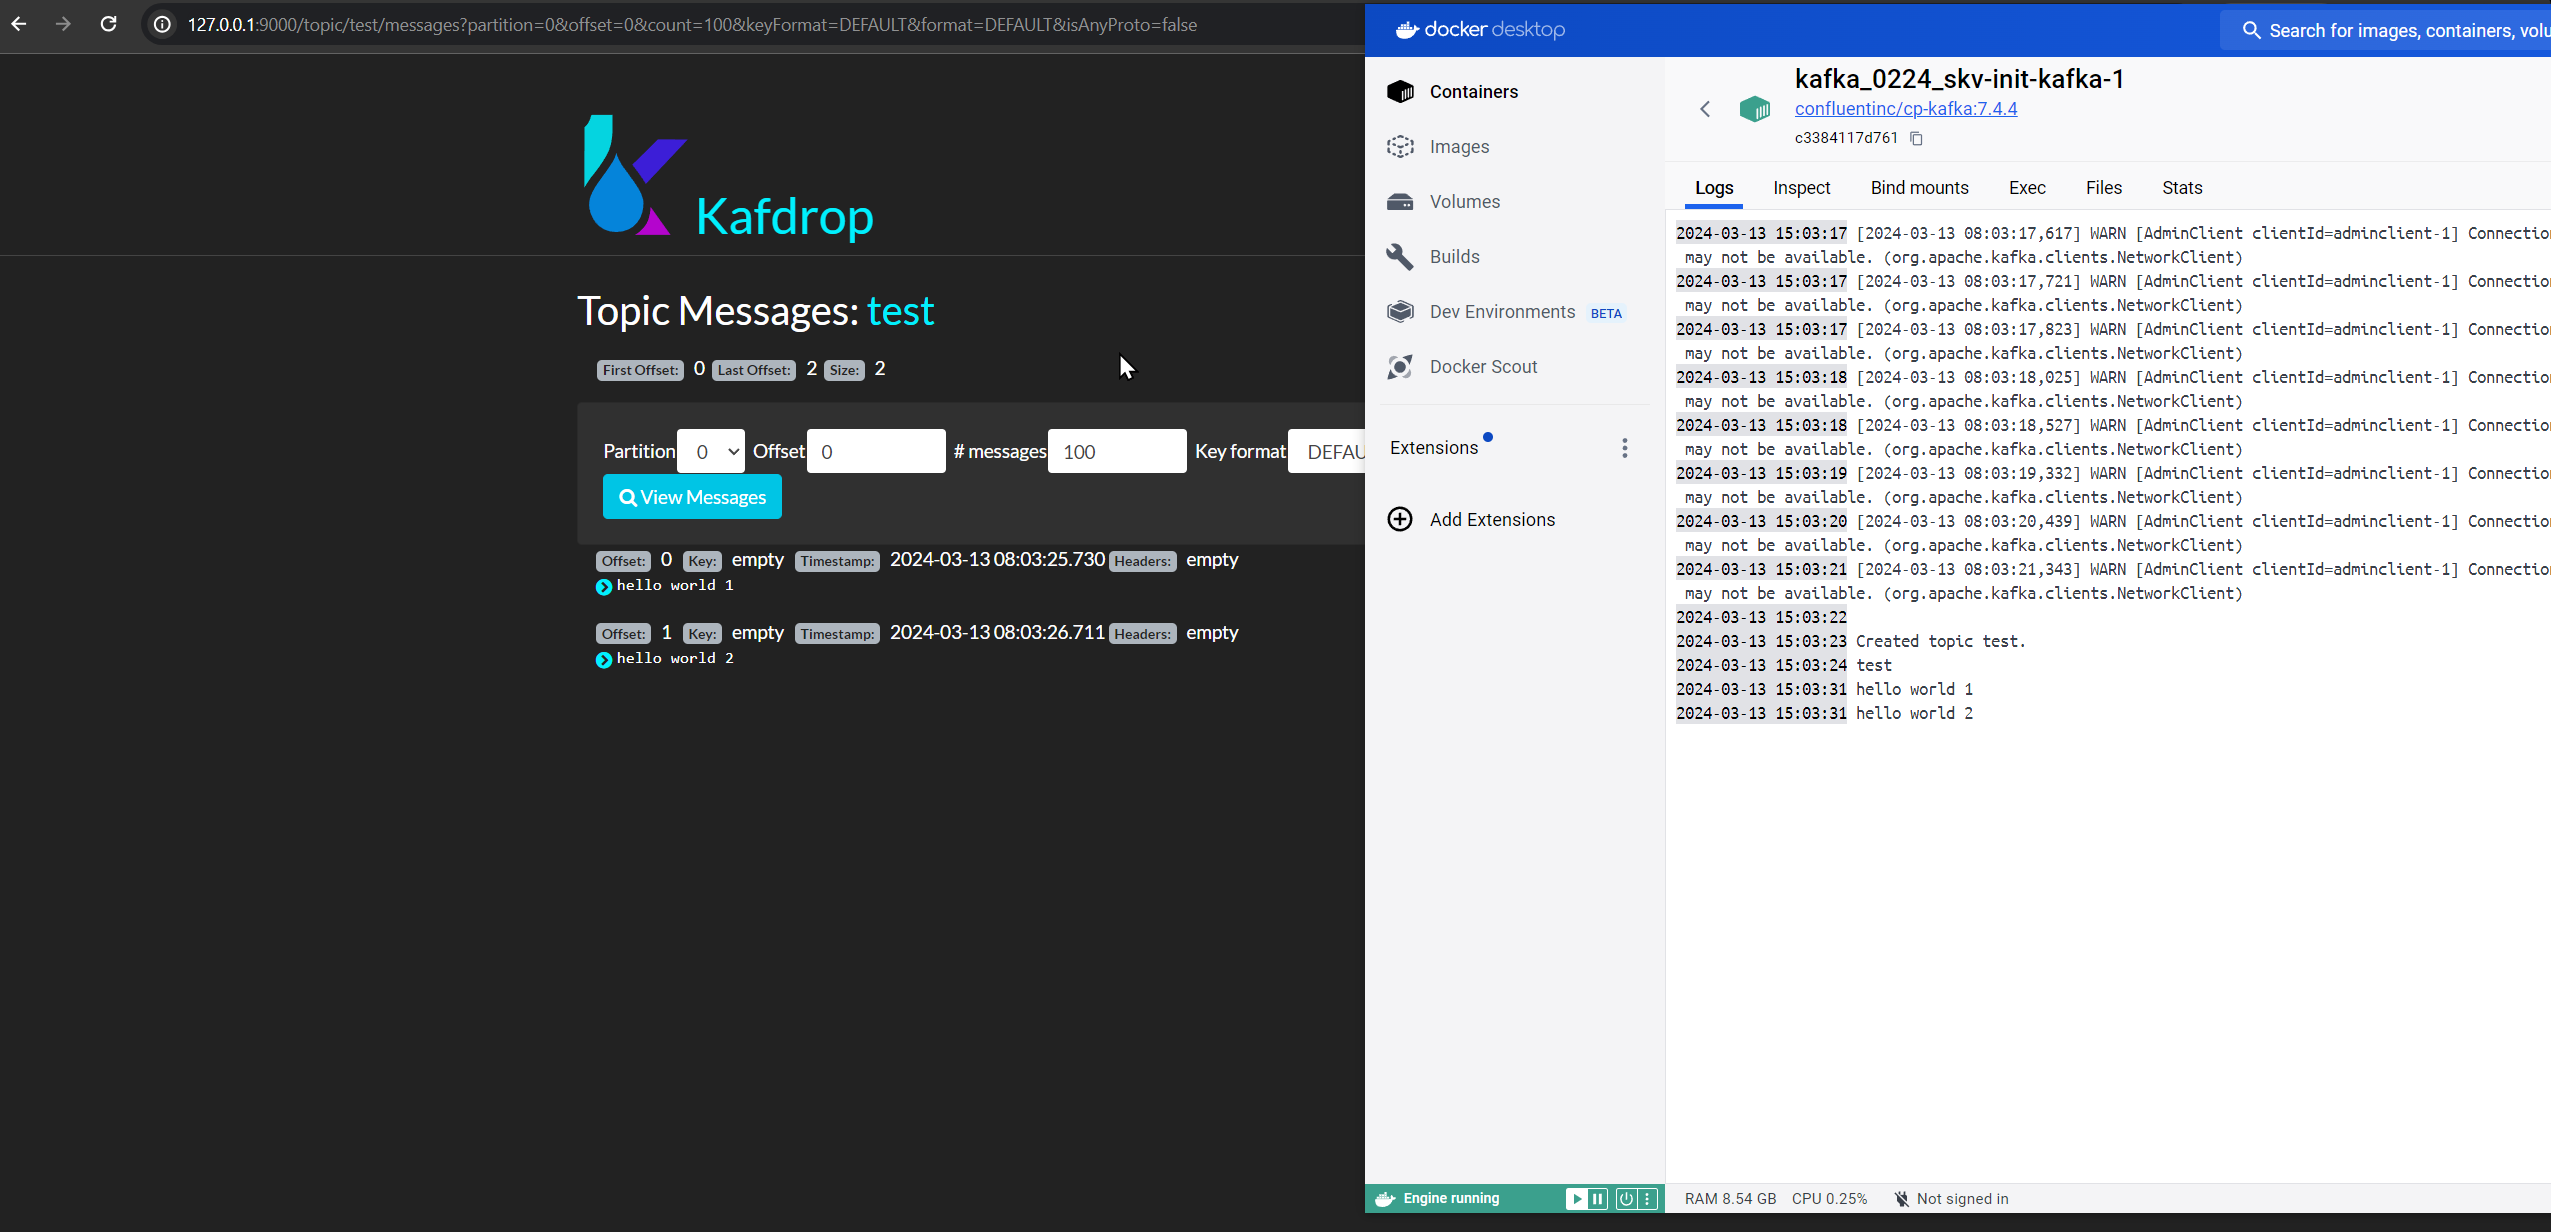 127.0.0.1:9000/topic/test/messages?partition=0&offset=0&count=100&keyFormat=DEFAULT&format=DEFAULT&isAnyProto=false
Kafdrop
Topic Messages: test
First Offset: 0 Last Offset: 2 Size: 2
Partition 0 Offset 0 # messages 100 Key format
View Messages
Offset: 0 Key: empty Timestamp: 2024-03-13 08:03:25.730 Headers: empty
hello world 1
Offset: 1 Key: empty Timestamp: 2024-03-13 08:03:26.711 Headers: empty
hello world 2
docker desktop
Search for images, containers,
Containers
Images
Volumes
Builds
Dev Environments BETA
Docker Scout
Extensions
Add Extensions
kafka_0224_skv-init-kafka-1
confluentinc/cp-kafka:7.4.4
c3384117d761
Logs Inspect Bind mounts Exec Files Stats
2024-03-13 15:03:17 [2024-03-13 08:03:17,617] WARN [AdminClient clientId=adminclient-1]
may not be available. (org.apache.kafka.clients.NetworkClient)
2024-03-13 15:03:17 [2024-03-13 08:03:17,721] WARN [AdminClient clientId=adminclient-1]
may not be available. (org.apache.kafka.clients.NetworkClient)
2024-03-13 15:03:17 [2024-03-13 08:03:17,823] WARN [AdminClient clientId=adminclient-1]
may not be available. (org.apache.kafka.clients.NetworkClient)
2024-03-13 15:03:18 [2024-03-13 08:03:18,025] WARN [AdminClient clientId=adminclient-1]
may not be available. (org.apache.kafka.clients.NetworkClient)
2024-03-13 15:03:18 [2024-03-13 08:03:18,527] WARN [AdminClient clientId=adminclient-1]
may not be available. (org.apache.kafka.clients.NetworkClient)
2024-03-13 15:03:19 [2024-03-13 08:03:19,332] WARN [AdminClient clientId=adminclient-1]
may not be available. (org.apache.kafka.clients.NetworkClient)
2024-03-13 15:03:20 [2024-03-13 08:03:20,439] WARN [AdminClient clientId=adminclient-1]
may not be available. (org.apache.kafka.clients.NetworkClient)
2024-03-13 15:03:21 [2024-03-13 08:03:21,343] WARN [AdminClient clientId=adminclient-1]
may not be available. (org.apache.kafka.clients.NetworkClient)
2024-03-13 15:03:22
2024-03-13 15:03:23 Created topic test.
2024-03-13 15:03:24 test
2024-03-13 15:03:31 hello world 1
2024-03-13 15:03:31 hello world 2
Engine running
RAM 8.54 GB CPU 0.25% Not signed in